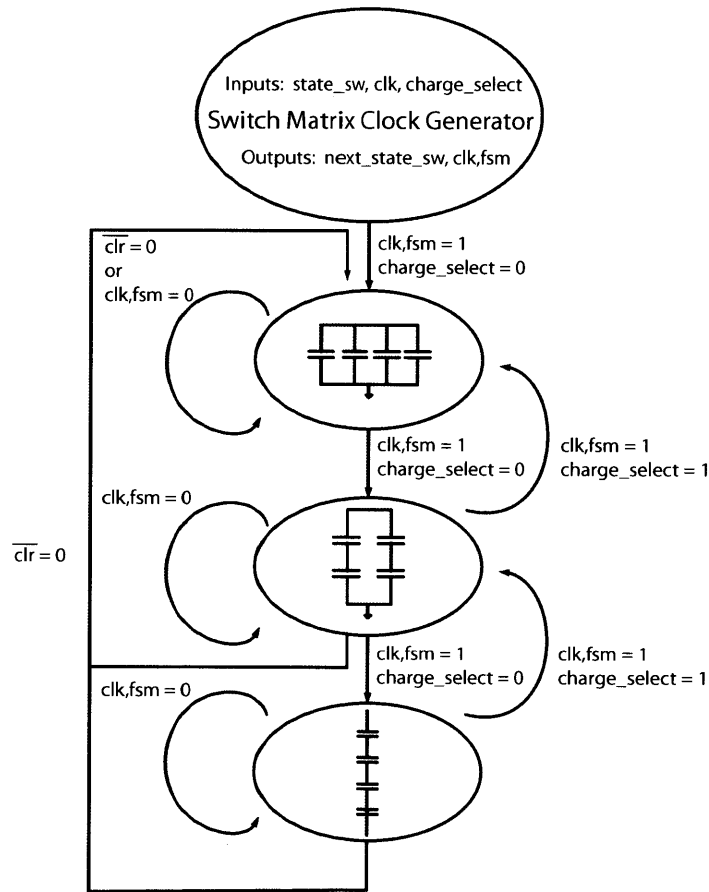 Inputs: state_sw, clk, charge_select
Switch Matrix Clock Generator
Outputs: next_state_sw, clk,fsm
clk,fsm = 1
charge_select = 0
c̅l̅r̅ = 0
or
clk,fsm = 0
clk,fsm = 1
charge_select = 0
clk,fsm = 1
charge_select = 1
clk,fsm = 0
c̅l̅r̅ = 0
clk,fsm = 1
charge_select = 0
clk,fsm = 1
charge_select = 1
clk,fsm = 0